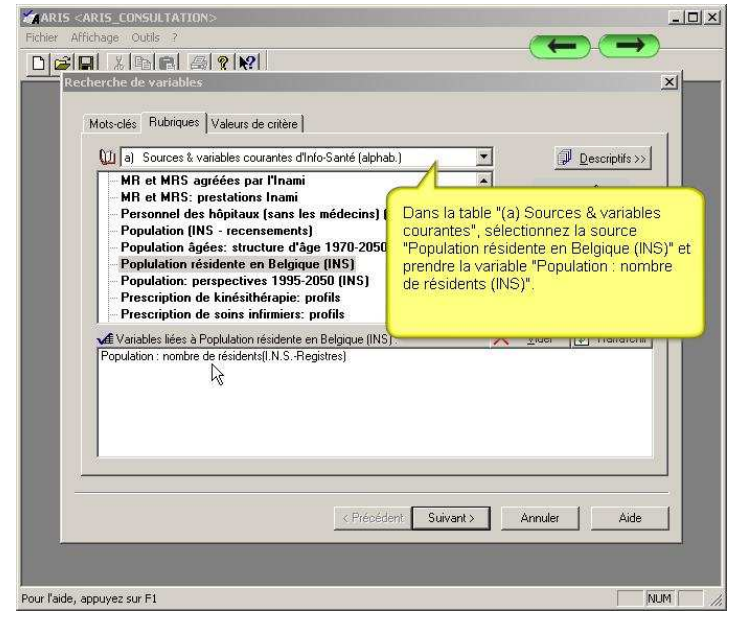 ARIS <ARIS_CONSULTATION>
Fichier Affichage Outils ?
Recherche de variables
Mots-clés Rubriques Valeurs de critère
a) Sources & variables courantes d'Info-Santé (alphab.)
Descriptifs >>
MR et MRS agréées par l'Inami
MR et MRS: prestations Inami
Personnel des hôpitaux (sans les médecins) (
Population (INS - recensements)
Population âgées: structure d'âge 1970-2050
Poplulation résidente en Belgique (INS)
Population: perspectives 1995-2050 (INS)
Prescription de kinésithérapie: profils
Prescription de soins infirmiers: profils
Dans la table "(a) Sources & variables
courantes", sélectionnez la source
"Population résidente en Belgique (INS)" et
prendre la variable "Population : nombre
de résidents (INS)".
Variables liées à Poplulation résidente en Belgique (INS) :
Population : nombre de résidents(I.N.S.-Registres)
< Précédent Suivant > Annuler Aide
Pour l'aide, appuyez sur F1
NUM